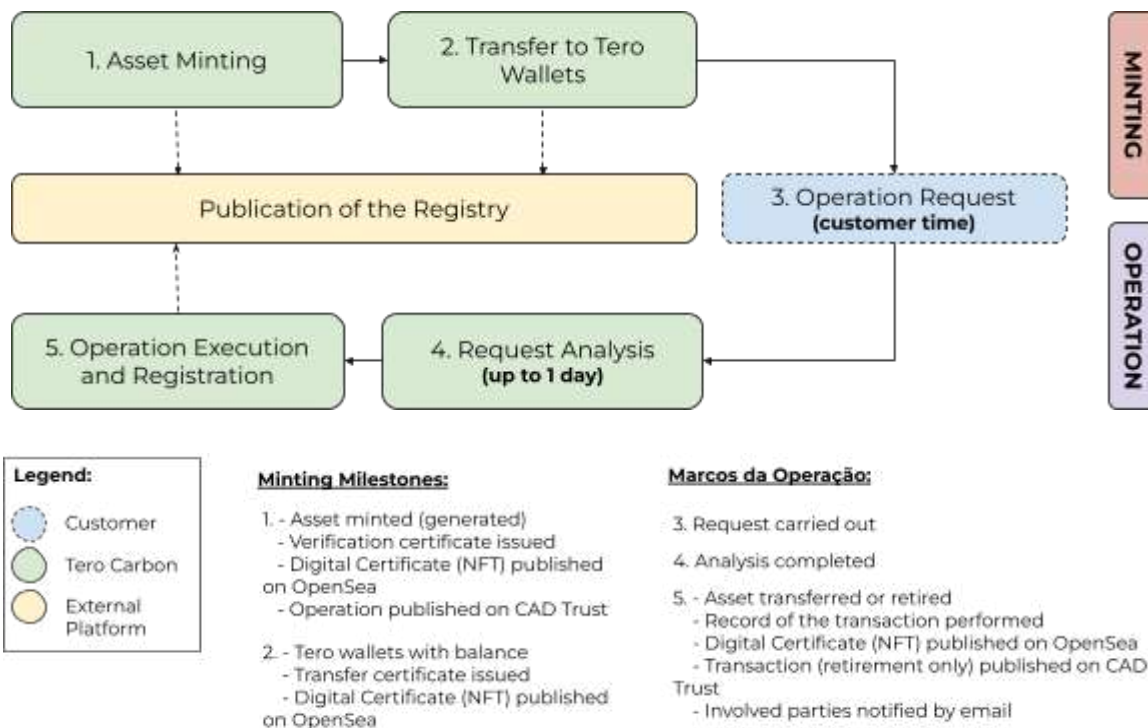 1. Asset Minting
2. Transfer to Tero
Wallets
MINTING
Publication of the Registry
3. Operation Request
(customer time)
OPERATION
5. Operation Execution
and Registration
4. Request Analysis
(up to 1 day)
Legend:
Customer
Tero Carbon
External
Platform
Minting Milestones:
1. - Asset minted (generated)
- Verification certificate issued
- Digital Certificate (NFT) published
on OpenSea
- Operation published on CAD Trust
2. - Tero wallets with balance
- Transfer certificate issued
- Digital Certificate (NFT) published
on OpenSea
Marcos da Operação:
3. Request carried out
4. Analysis completed
5. - Asset transferred or retired
- Record of the transaction performed
- Digital Certificate (NFT) published on OpenSea
- Transaction (retirement only) published on CAD
Trust
- Involved parties notified by email